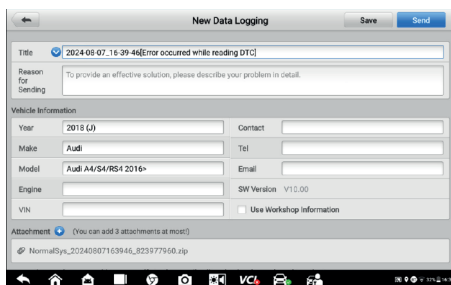 New Data Logging
Save
Send
Title
2024-08-07_16-39-46[Error occurred while reading DTC]
Reason for Sending
To provide an effective solution, please describe your problem in detail.
Vehicle Information
Year
2018 (J)
Contact
Make
Audi
Tel
Model
Audi A4/S4/RS4 2016>
Email
Engine
SW Version V10.00
VIN
Use Workshop Information
Attachment (You can add 3 attachments at most!)
NormalSys_20240807163946_823977950.zip
VCI